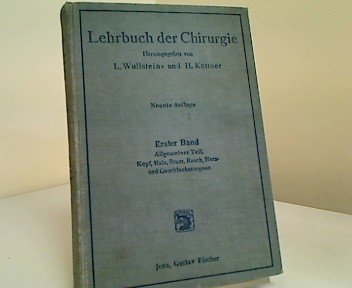 Lehrbuch der Chirurgie
Herausgegeben von
L. Wullstein† und H. Küttner
Neunte Auflage
Erster Band
Allgemeiner Teil,
Kopf, Hals, Brust, Bauch, Harn-
und Geschlechtsorgane
Jena, Gustav Fischer